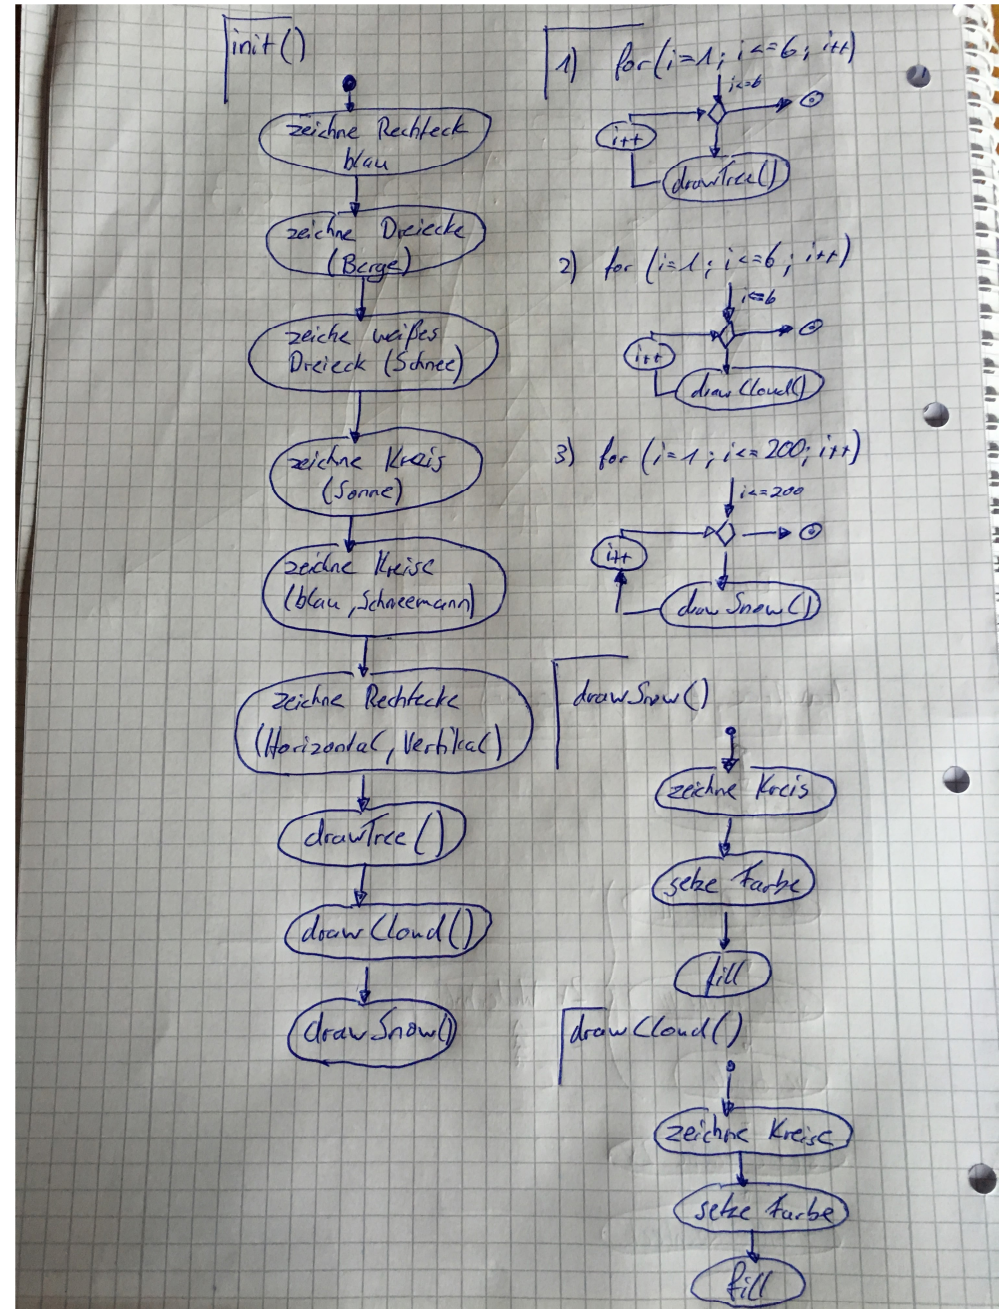 init()
zeichne Rechteck
blau
zeichne Dreiecke
(Berge)
zeiche weißes
Dreieck (Schnee)
zeichne Kreis
(Sonne)
zeichne Kreise
(blau, Schneemann)
zeichne Rechtecke
(Horizontal, Vertikal)
drawTree()
drawCloud()
drawSnow()
1) for(i=1; i<=6; i++)
i<=6
i++
drawTree()
2) for (i=1; i<=6; i++)
i<=6
i++
drawCloud()
3) for (i=1; i<=200; i++)
i<=200
i++
drawSnow()
drawSnow()
zeichne Kreis
setze Farbe
fill
drawCloud()
zeichne Kreise
setze Farbe
fill